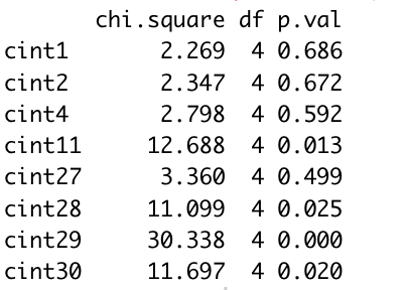 chi.square df p.val
cint1 2.269 4 0.686
cint2 2.347 4 0.672
cint4 2.798 4 0.592
cint11 12.688 4 0.013
cint27 3.360 4 0.499
cint28 11.099 4 0.025
cint29 30.338 4 0.000
cint30 11.697 4 0.020